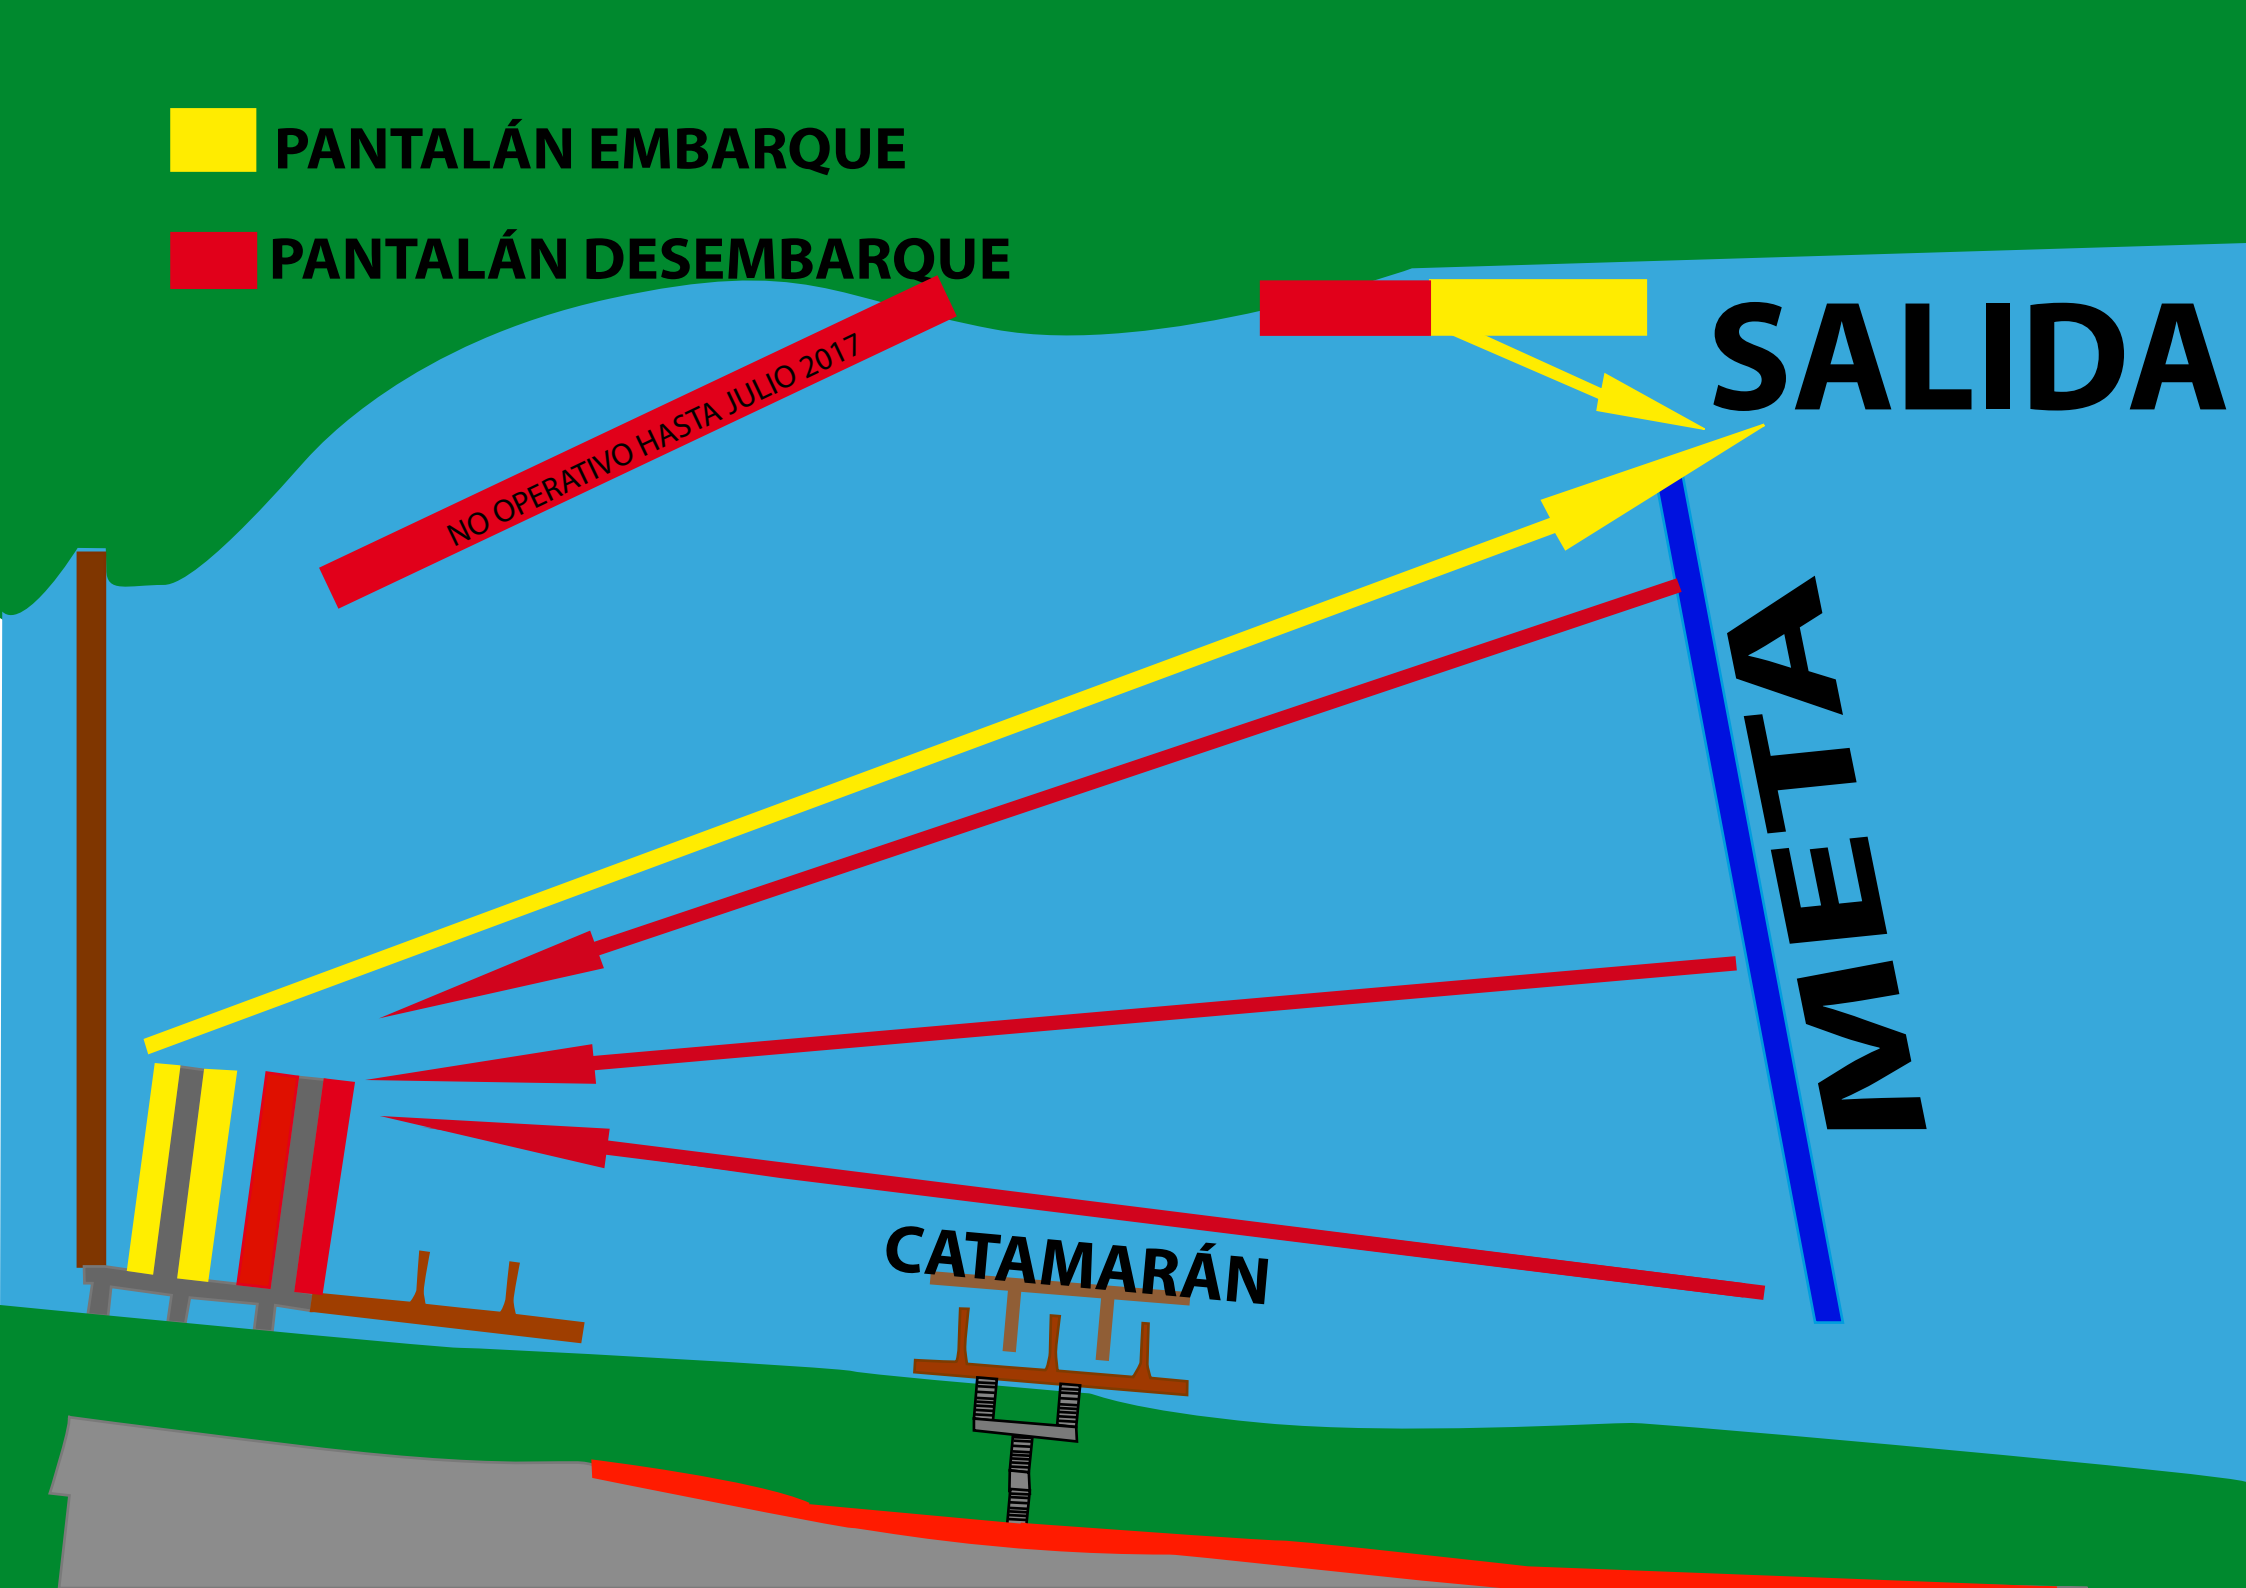 PANTALÁN EMBARQUE
PANTALÁN DESEMBARQUE
NO OPERATIVO HASTA JULIO 2017
SALIDA
META
CATAMARÁN